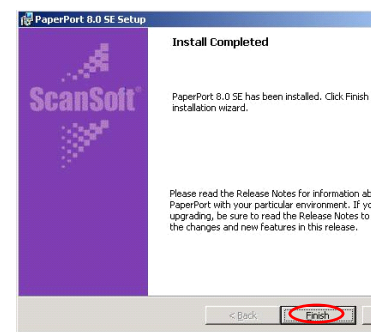 PaperPort 8.0 SE Setup
Install Completed
ScanSoft®
PaperPort 8.0 SE has been installed. Click Finish
installation wizard.
Please read the Release Notes for information
PaperPort with your particular environment. If
upgrading, be sure to read the Release Notes to
the changes and new features in this release.
< Back
Finish